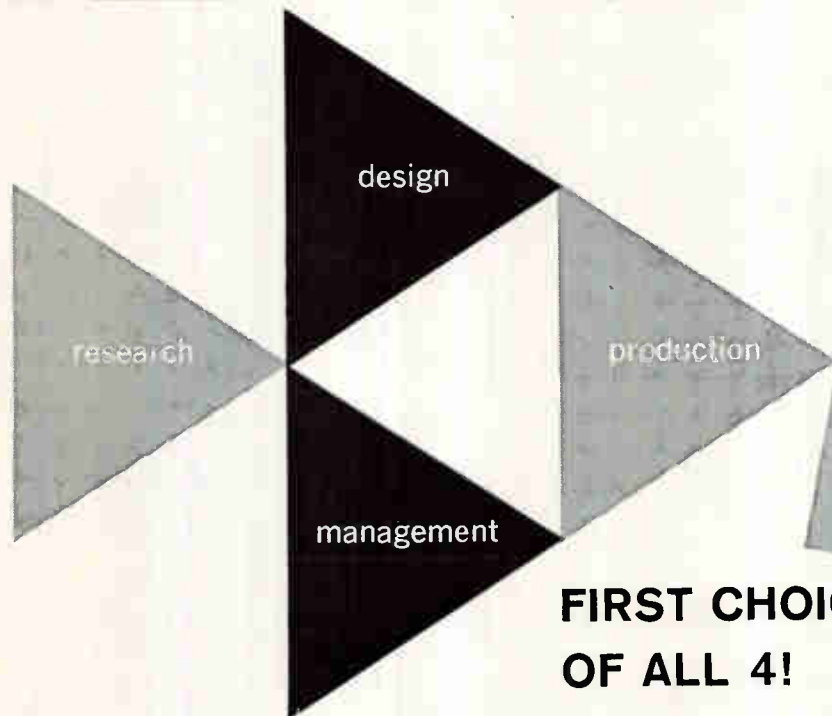 design
research
production
management
FIRST CHOIC
OF ALL 4!